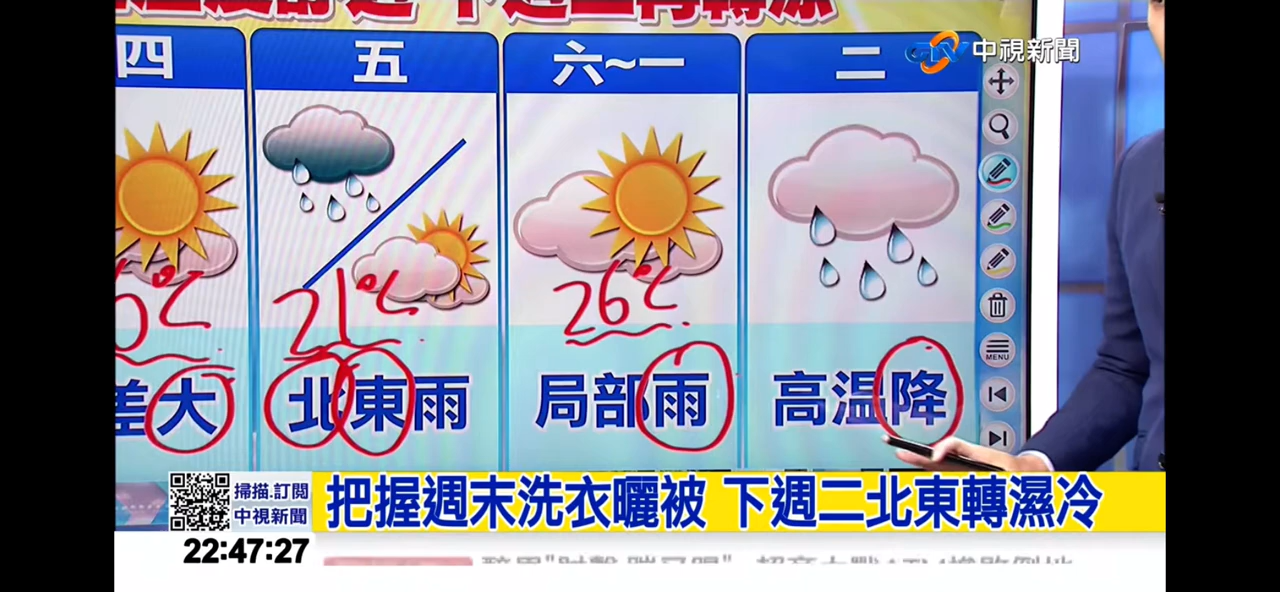 四
五
六~一
二
CTV 中視新聞
21℃
26℃
差大
北東雨
局部雨
高溫降
MENU
掃描.訂閱
中視新聞
把握週末洗衣曬被 下週二北東轉濕冷
22:47:27